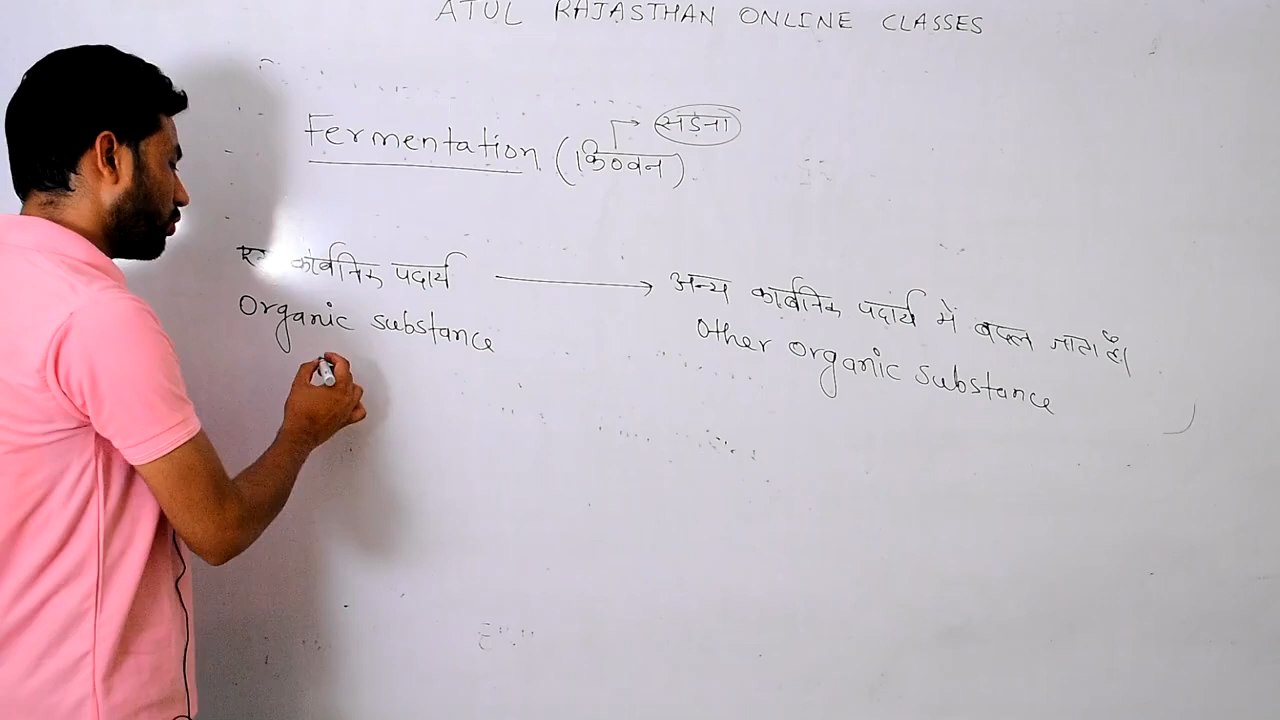 ATUL RAJASTHAN ONLINE CLASSES
सड़ना
Fermentation (किण्वन)
कार्बनिक पदार्थ → अन्य कार्बनिक पदार्थ में बदल जाता है।
Organic substance Other organic substance